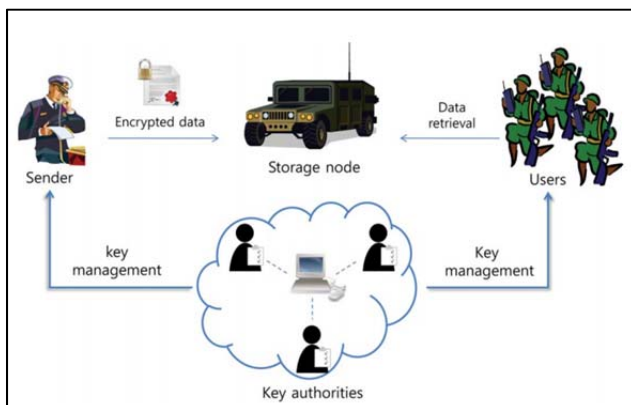 Encrypted data
Data
retrieval
Sender
Storage node
Users
key
management
Key
management
Key authorities